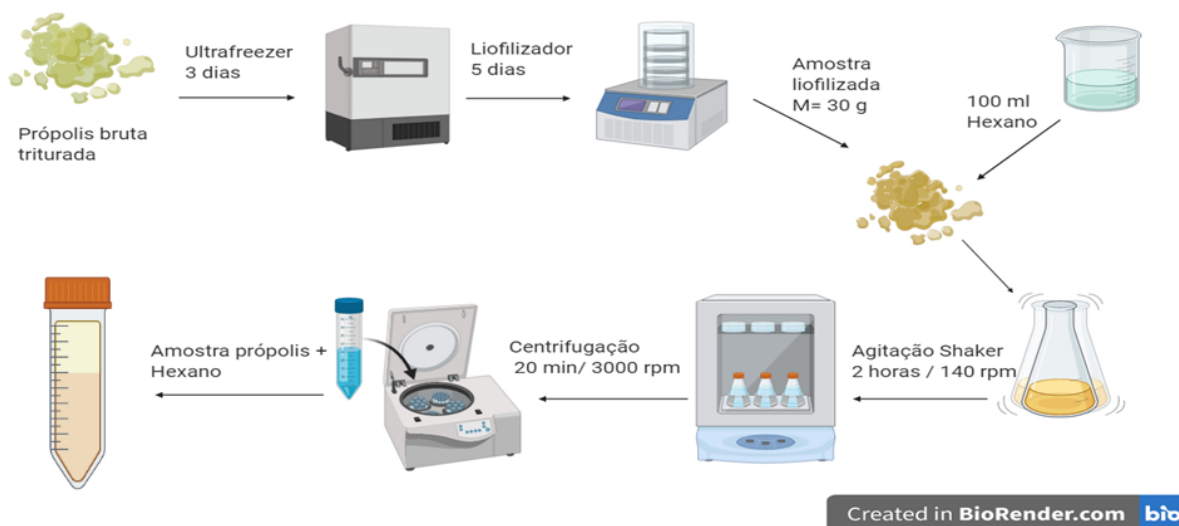 Ultrafreezer
3 dias
Própolis bruta
triturada
Liofilizador
5 dias
Amostra
liofilizada
M= 30 g
100 ml
Hexano
Agitação Shaker
2 horas / 140 rpm
Centrifugação
20 min/ 3000 rpm
Amostra própolis +
Hexano
Created in BioRender.com
bio